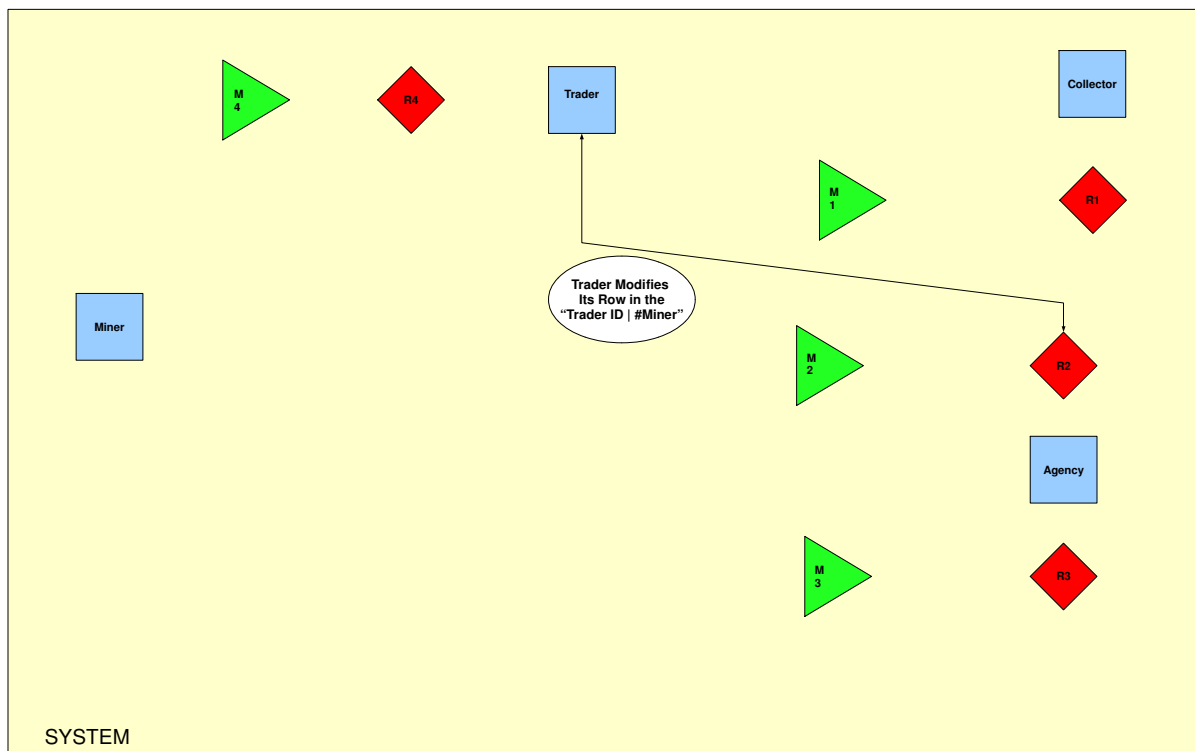 Collector
M
4
R4
Trader
M
1
R1
Trader Modifies
Its Row in the
“Trader ID | #Miner”
Miner
M
2
R2
Agency
M
3
R3
SYSTEM